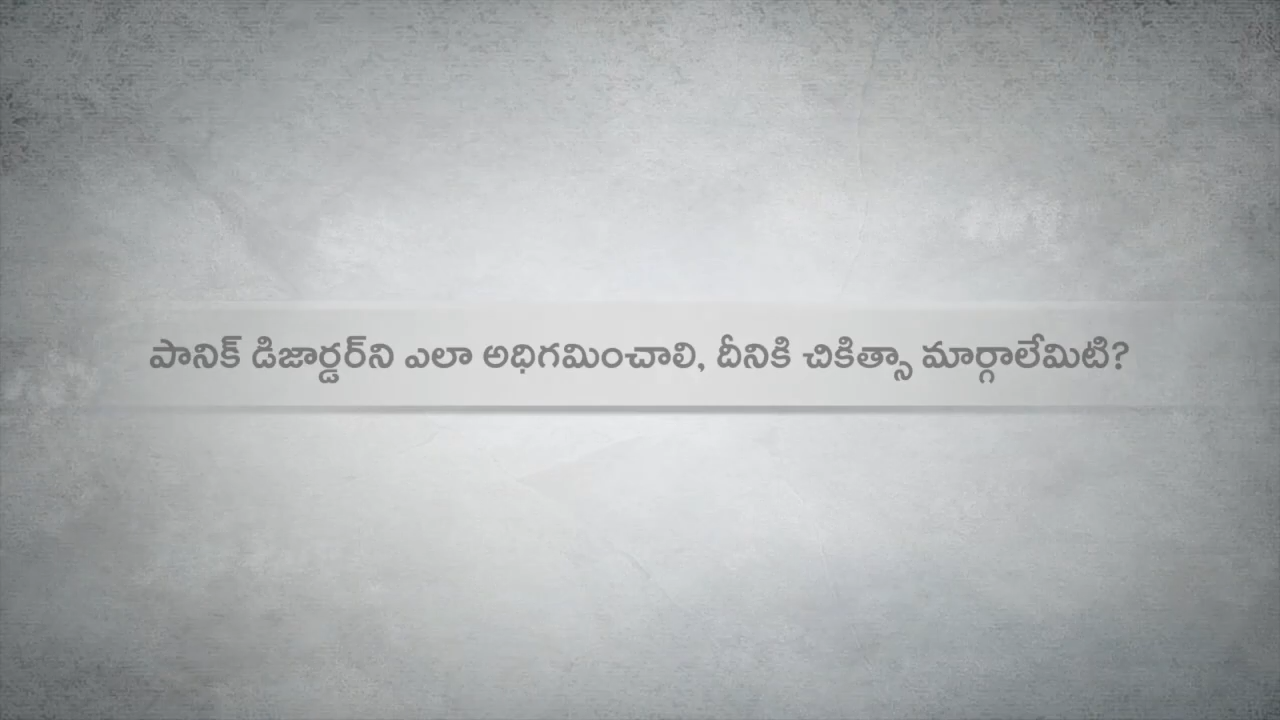 పానిక్ డిజార్డర్‌ని ఎలా అధిగమించాలి, దీనికి చికిత్సా మార్గాలేమిటి?